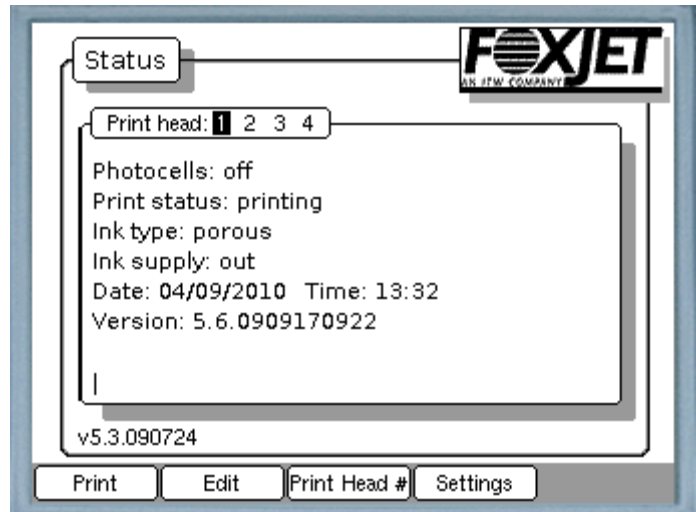 Status
FOXJET
AN ITW COMPANY
Print head: 1 2 3 4
Photocells: off
Print status: printing
Ink type: porous
Ink supply: out
Date: 04/09/2010 Time: 13:32
Version: 5.6.0909170922
v5.3.090724
Print Edit Print Head # Settings